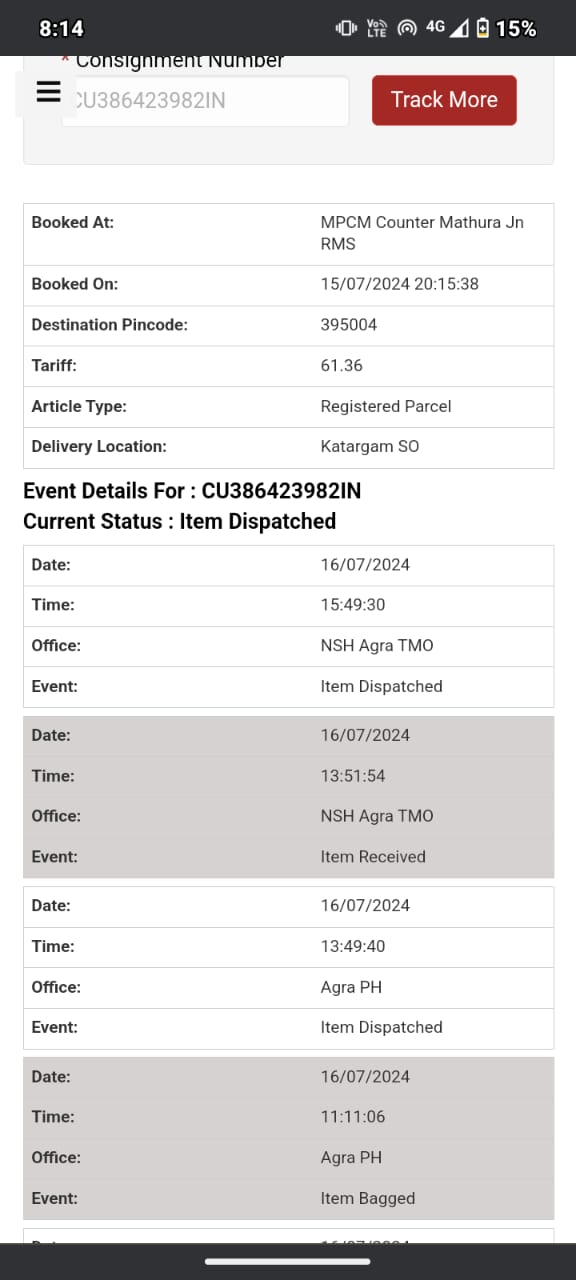 8:14
Vo)) LTE
4G
15%
* Consignment Number
CU386423982IN
Track More
Booked At: MPCM Counter Mathura Jn
RMS
Booked On: 15/07/2024 20:15:38
Destination Pincode: 395004
Tariff: 61.36
Article Type: Registered Parcel
Delivery Location: Katargam SO
Event Details For : CU386423982IN
Current Status : Item Dispatched
Date: 16/07/2024
Time: 15:49:30
Office: NSH Agra TMO
Event: Item Dispatched
Date: 16/07/2024
Time: 13:51:54
Office: NSH Agra TMO
Event: Item Received
Date: 16/07/2024
Time: 13:49:40
Office: Agra PH
Event: Item Dispatched
Date: 16/07/2024
Time: 11:11:06
Office: Agra PH
Event: Item Bagged